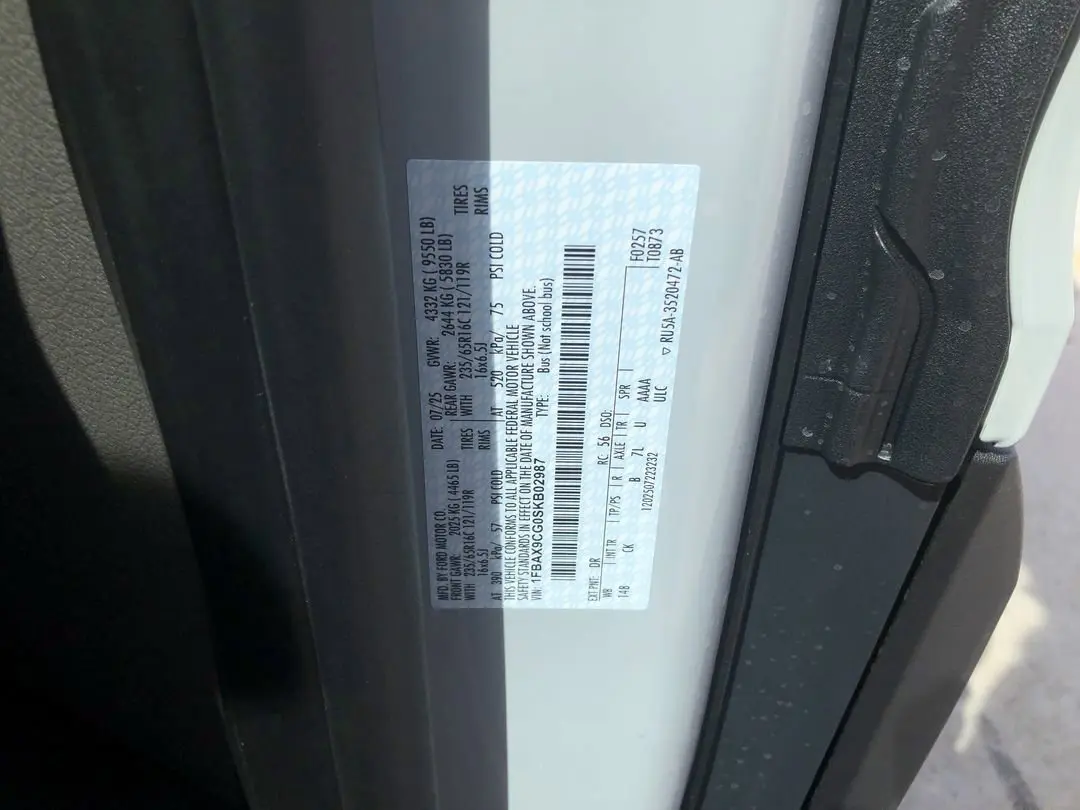 MFD. BY FORD MOTOR CO.
DATE: 07/25 GVWR: 4332 KG ( 9550 LB)
FRONT GAWR: 2025 KG ( 4465 LB) REAR GAWR: 2644 KG ( 5830 LB)
WITH 235/65R16C 121/119R TIRES WITH 235/65R16C 121/119R TIRES
16x6.5J RIMS 16x6.5J RIMS
AT 390 kPa/ 57 PSI COLD AT 520 kPa/ 75 PSI COLD
THIS VEHICLE CONFORMS TO ALL APPLICABLE FEDERAL MOTOR VEHICLE
SAFETY STANDARDS IN EFFECT ON THE DATE OF MANUFACTURE SHOWN ABOVE.
VIN: 1FBAX9CG0SKB02987 TYPE: Bus (Not school bus)
EXT PNT: DR RC: 56 DSO: F0257
WB INT TR TP/PS R AXLE TR SPR T0873
148 CK B 7L U AAAA
ULC ▽ RU5A-3520472-AB
1202507223232